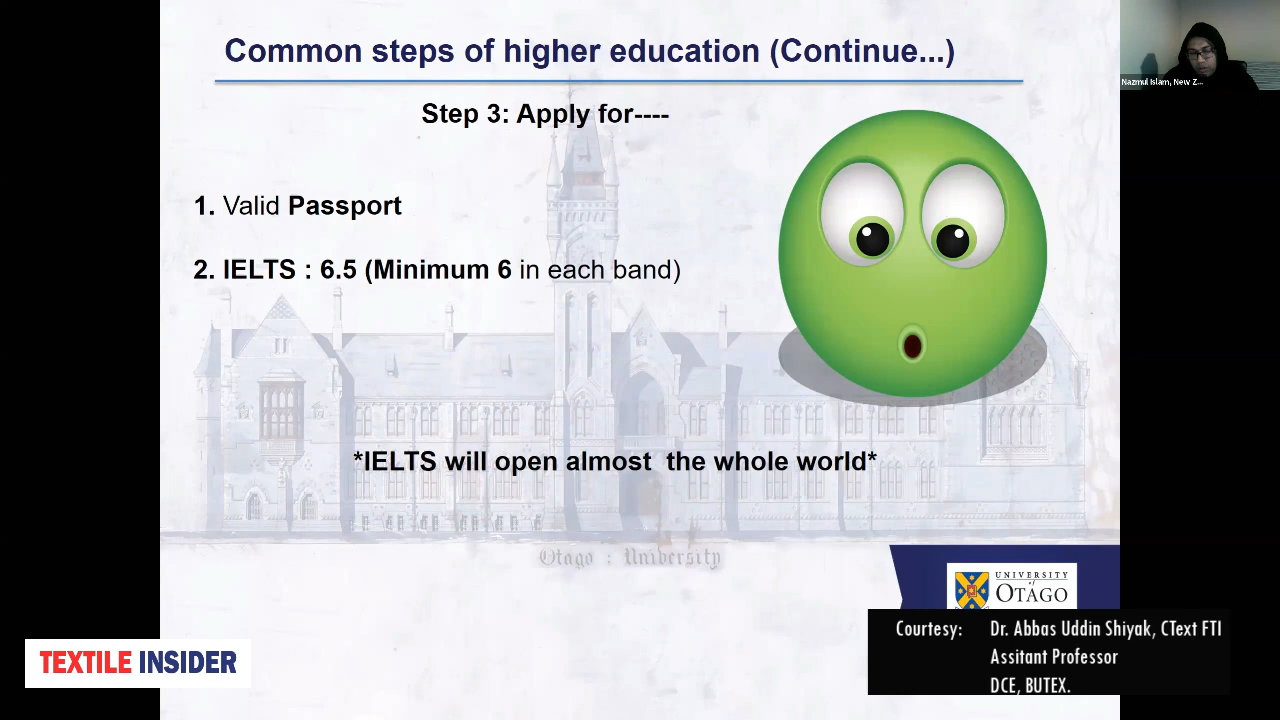 Common steps of higher education (Continue...)
Nazmul Islam, New Z...
Step 3: Apply for----
1. Valid Passport
2. IELTS : 6.5 (Minimum 6 in each band)
*IELTS will open almost  the whole world*
Otago : University
UNIVERSITY
of
OTAGO
TEXTILE INSIDER
Courtesy: Dr. Abbas Uddin Shiyak, CText FTI
Assitant Professor
DCE, BUTEX.